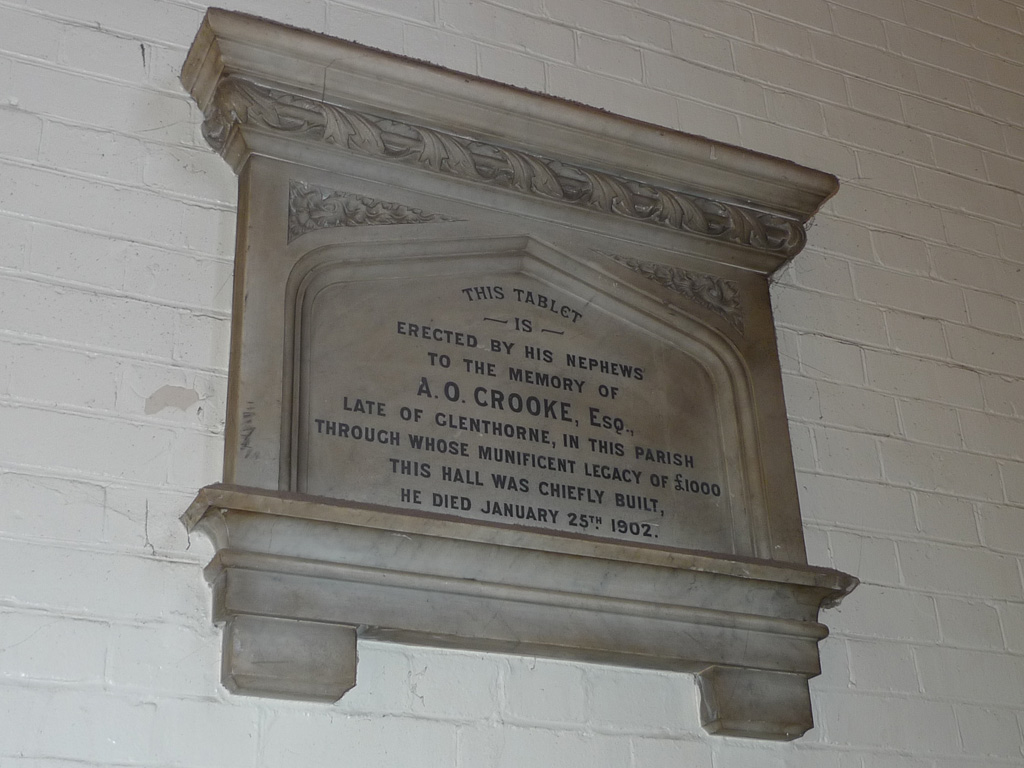 THIS TABLET
IS
ERECTED BY HIS NEPHEWS
TO THE MEMORY OF
A. O. CROOKE, ESQ.,
LATE OF GLENTHORNE, IN THIS PARISH
THROUGH WHOSE MUNIFICENT LEGACY OF £1000
THIS HALL WAS CHIEFLY BUILT,
HE DIED JANUARY 25TH 1902.